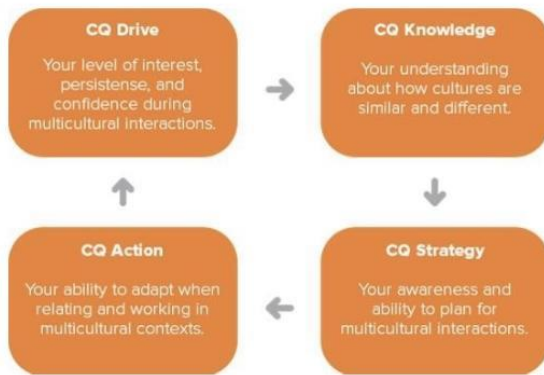 CQ Drive
Your level of interest,
persistense, and
confidence during
multicultural interactions.
CQ Knowledge
Your understanding
about how cultures are
similar and different.
CQ Action
Your ability to adapt when
relating and working in
multicultural contexts.
CQ Strategy
Your awareness and
ability to plan for
multicultural interactions.